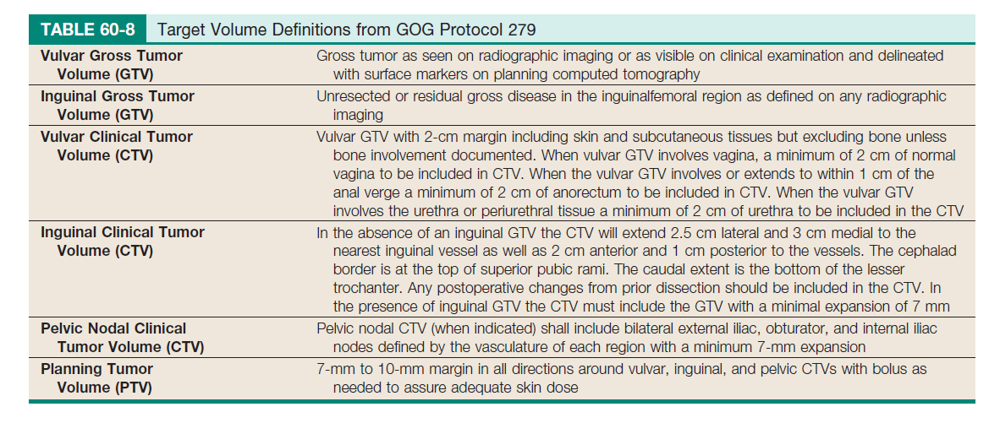 TABLE 60-8 Target Volume Definitions from GOG Protocol 279
Vulvar Gross Tumor
Volume (GTV)
Gross tumor as seen on radiographic imaging or as visible on clinical examination and delineated
with surface markers on planning computed tomography
Inguinal Gross Tumor
Volume (GTV)
Unresected or residual gross disease in the inguinalfemoral region as defined on any radiographic
imaging
Vulvar Clinical Tumor
Volume (CTV)
Vulvar GTV with 2-cm margin including skin and subcutaneous tissues but excluding bone unless
bone involvement documented. When vulvar GTV involves vagina, a minimum of 2 cm of normal
vagina to be included in CTV. When the vulvar GTV involves or extends to within 1 cm of the
anal verge a minimum of 2 cm of anorectum to be included in CTV. When the vulvar GTV
involves the urethra or periurethral tissue a minimum of 2 cm of urethra to be included in the CTV
Inguinal Clinical Tumor
Volume (CTV)
In the absence of an inguinal GTV the CTV will extend 2.5 cm lateral and 3 cm medial to the
nearest inguinal vessel as well as 2 cm anterior and 1 cm posterior to the vessels. The cephalad
border is at the top of superior pubic rami. The caudal extent is the bottom of the lesser
trochanter. Any postoperative changes from prior dissection should be included in the CTV. In
the presence of inguinal GTV the CTV must include the GTV with a minimal expansion of 7 mm
Pelvic Nodal Clinical
Tumor Volume (CTV)
Pelvic nodal CTV (when indicated) shall include bilateral external iliac, obturator, and internal iliac
nodes defined by the vasculature of each region with a minimum 7-mm expansion
Planning Tumor
Volume (PTV)
7-mm to 10-mm margin in all directions around vulvar, inguinal, and pelvic CTVs with bolus as
needed to assure adequate skin dose